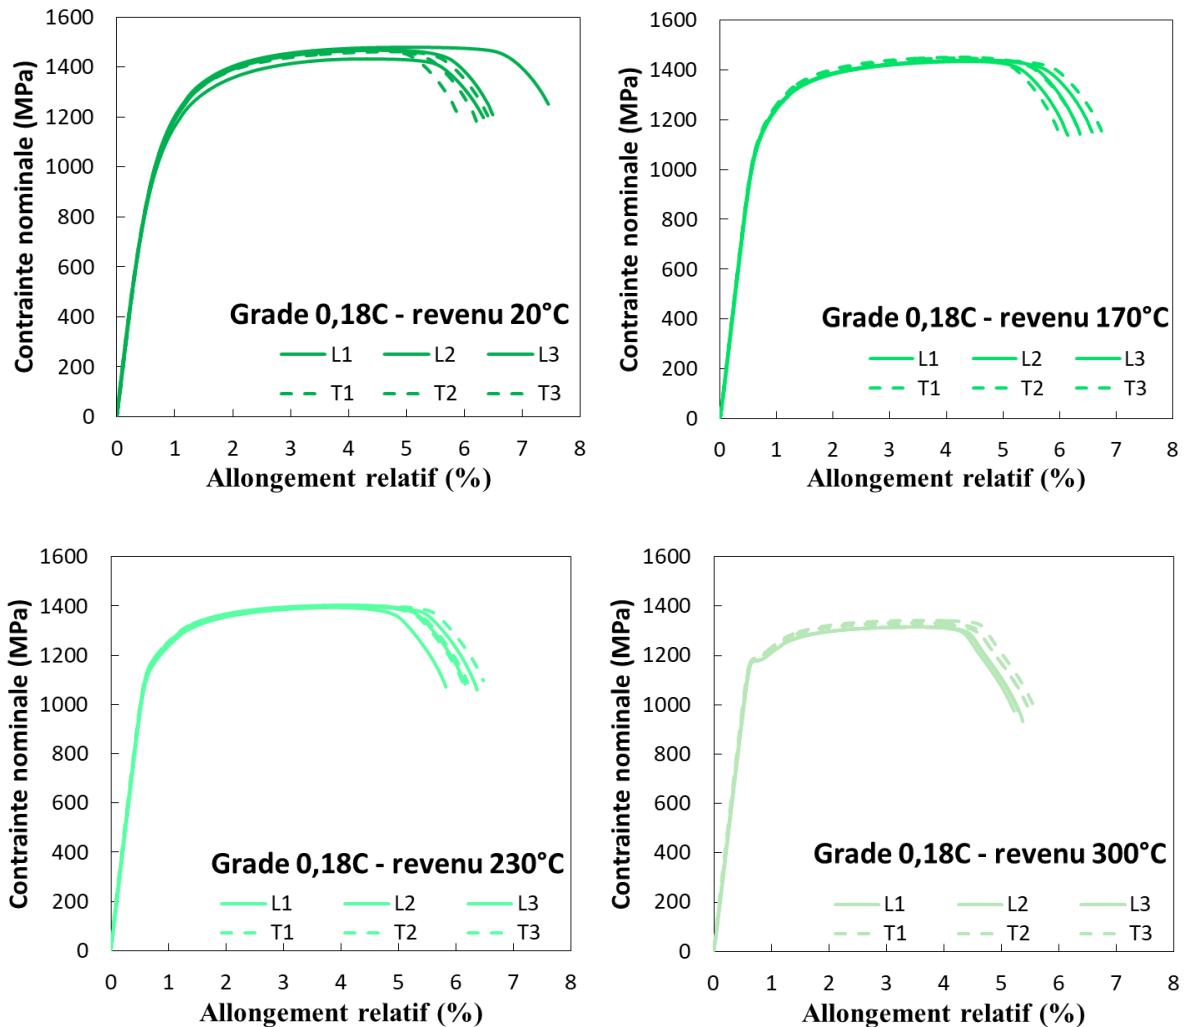 1600
1400
1200
1000
800
600
400
200
0
Contrainte nominale (MPa)
Grade 0,18C - revenu 20°C
L1 L2 L3
T1 T2 T3
0 1 2 3 4 5 6 7 8
Allongement relatif (%)
1600
1400
1200
1000
800
600
400
200
0
Contrainte nominale (MPa)
Grade 0,18C - revenu 170°C
L1 L2 L3
T1 T2 T3
0 1 2 3 4 5 6 7 8
Allongement relatif (%)
1600
1400
1200
1000
800
600
400
200
0
Contrainte nominale (MPa)
Grade 0,18C - revenu 230°C
L1 L2 L3
T1 T2 T3
0 1 2 3 4 5 6 7 8
Allongement relatif (%)
1600
1400
1200
1000
800
600
400
200
0
Contrainte nominale (MPa)
Grade 0,18C - revenu 300°C
L1 L2 L3
T1 T2 T3
0 1 2 3 4 5 6 7 8
Allongement relatif (%)